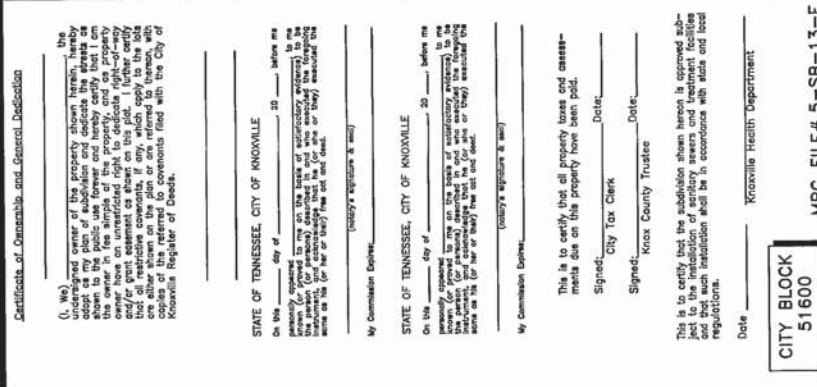 Certificate of Ownership and General Dedication
(I, We) ________ , the
undersigned owner of the property shown herein, hereby
adopt as my plan of subdivision and dedicate the streets as
shown to the public use forever and hereby certify that I am
the owner in fee simple of the property, and as property
owner have an unrestricted right to dedicate right-of-way
and/or grant easement as shown on this plat. I further certify
that all restrictive covenants, if any, which apply to the lots
are either shown on the plan or are referred to thereon, with
copies of the referred to covenants filed with the City of
Knoxville Register of Deeds.
STATE OF TENNESSEE, CITY OF KNOXVILLE
On this ____ day of ________ 20 ____ before me
personally appeared ________ to me
known (or proved to me on the basis of satisfactory evidence) to be
the person (or persons) described in and who executed the foregoing
instrument, and acknowledge that he (or she or they) executed the
same as his (or her or their) free act and deed.
(notary's signature & seal)
My Commission Expires:
STATE OF TENNESSEE, CITY OF KNOXVILLE
On this ____ day of ________ 20 ____ before me
personally appeared ________ to me
known (or proved to me on the basis of satisfactory evidence) to be
the person (or persons) described in and who executed the foregoing
instrument, and acknowledge that he (or she or they) executed the
same as his (or her or their) free act and deed.
(notary's signature & seal)
My Commission Expires:
This is to certify that all property taxes and assess-
ments due on this property have been paid.
Signed: ________ Date: ____
City Tax Clerk
Signed: ________ Date: ____
Knox County Trustee
This is to certify that the subdivision shown hereon is approved sub-
ject to the installation of sanitary sewers and treatment facilities
and that such installation shall be in accordance with state and local
regulations.
Date ____
Knoxville Health Department
CITY BLOCK
51600
MPC FILE# 5-SB-13-F